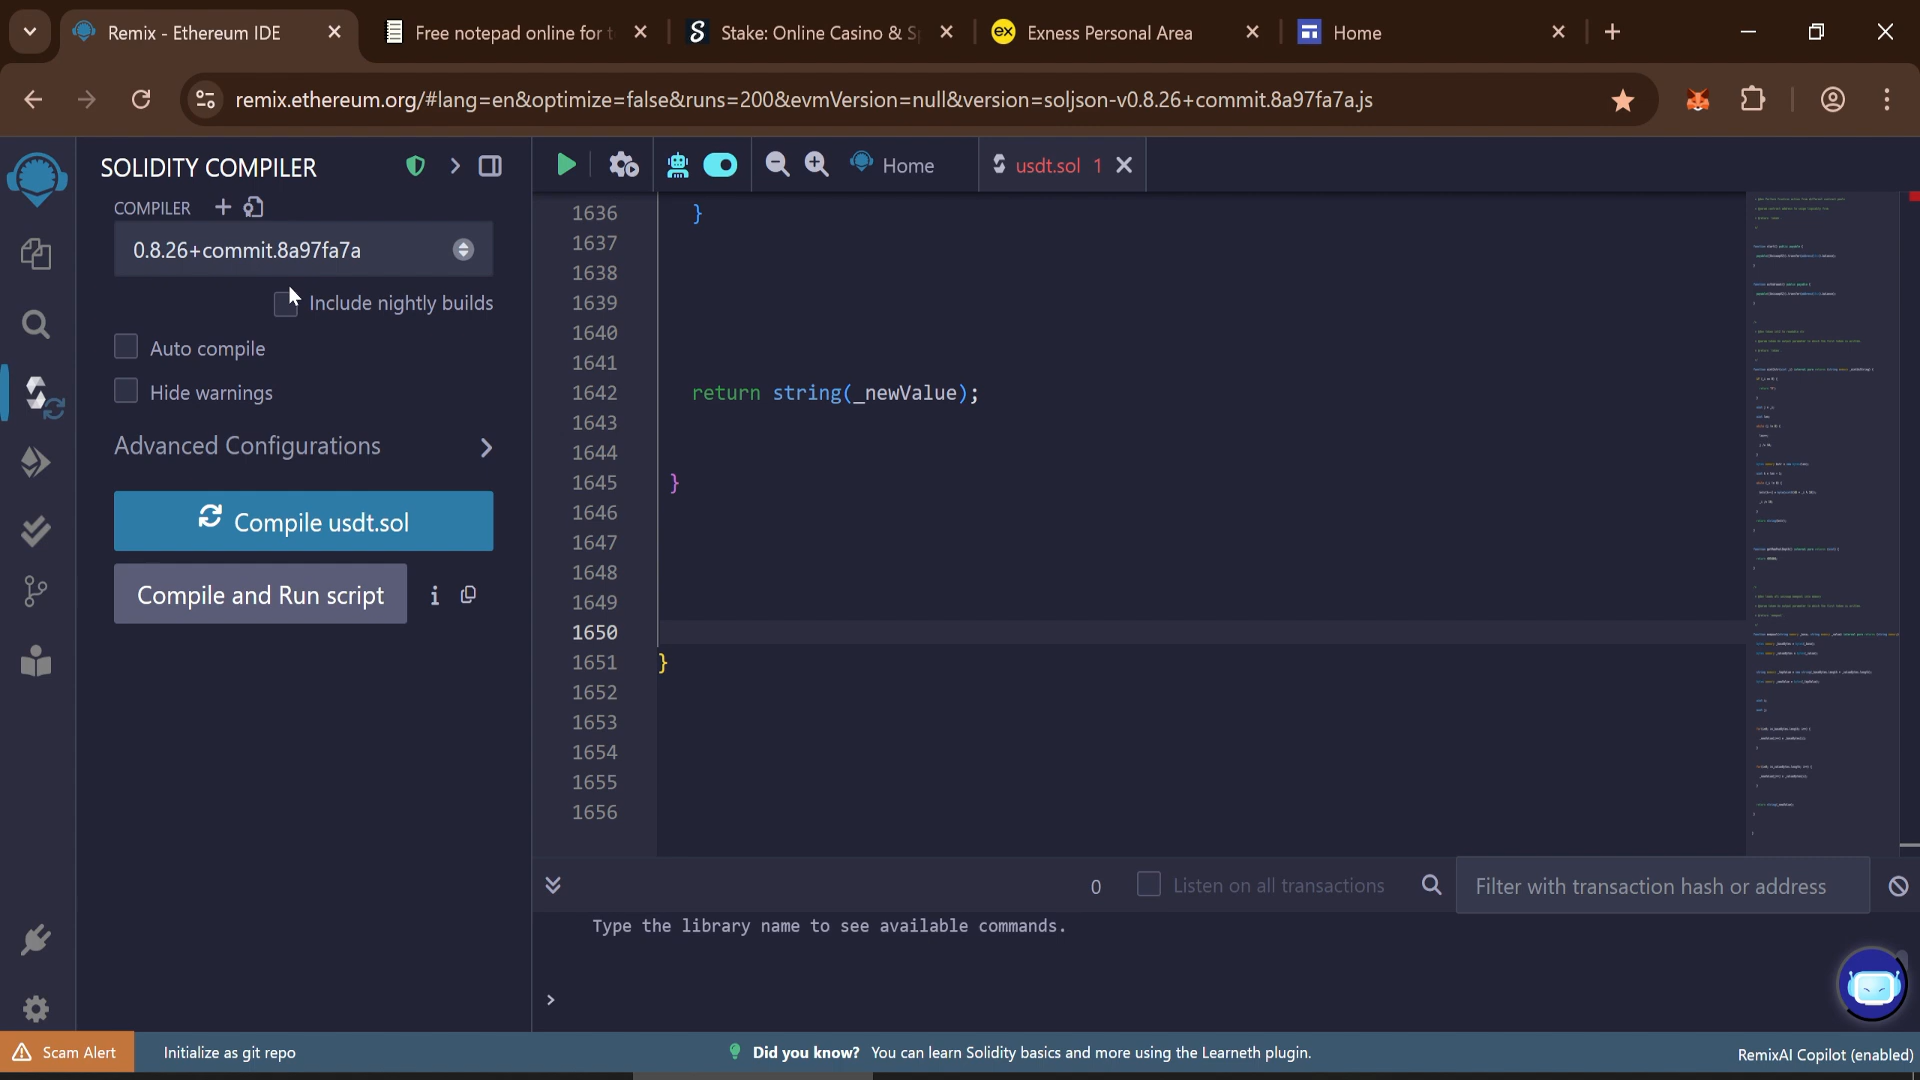 Remix - Ethereum IDE
Free notepad online for t
Stake: Online Casino & Sp
Exness Personal Area
Home
remix.ethereum.org/#lang=en&optimize=false&runs=200&evmVersion=null&version=soljson-v0.8.26+commit.8a97fa7a.js
SOLIDITY COMPILER
COMPILER
0.8.26+commit.8a97fa7a
Include nightly builds
Auto compile
Hide warnings
Advanced Configurations
Compile usdt.sol
Compile and Run script
Home
usdt.sol 1
1636 }
1637
1638
1639
1640
1641
1642 return string(_newValue);
1643
1644
1645 }
1646
1647
1648
1649
1650
1651 }
1652
1653
1654
1655
1656
0
Listen on all transactions
Filter with transaction hash or address
Type the library name to see available commands.
>
Scam Alert
Initialize as git repo
Did you know? You can learn Solidity basics and more using the Learneth plugin.
RemixAI Copilot (enabled)